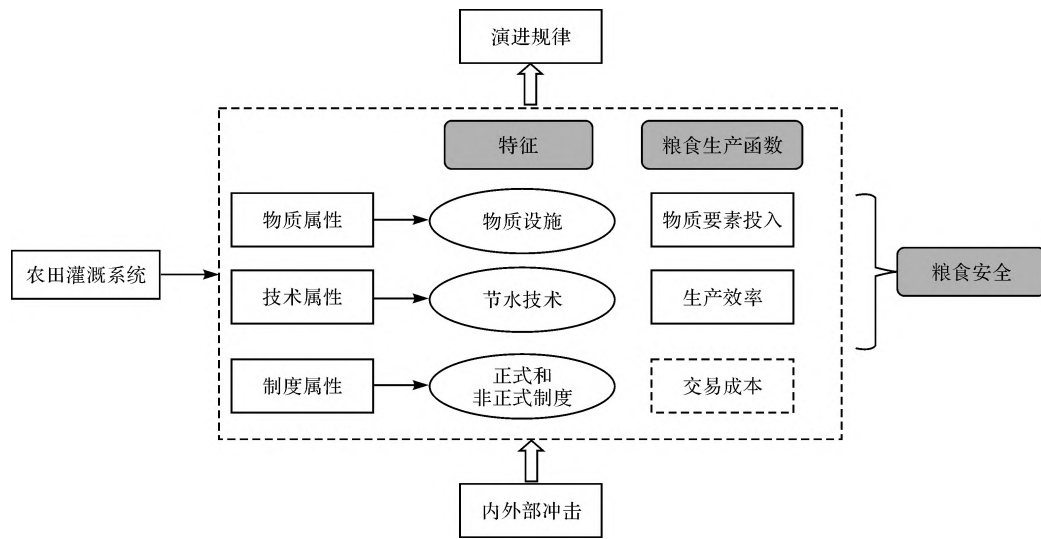 演进规律
特征
粮食生产函数
物质属性
物质设施
物质要素投入
农田灌溉系统
技术属性
节水技术
生产效率
粮食安全
制度属性
正式和
非正式制度
交易成本
内外部冲击